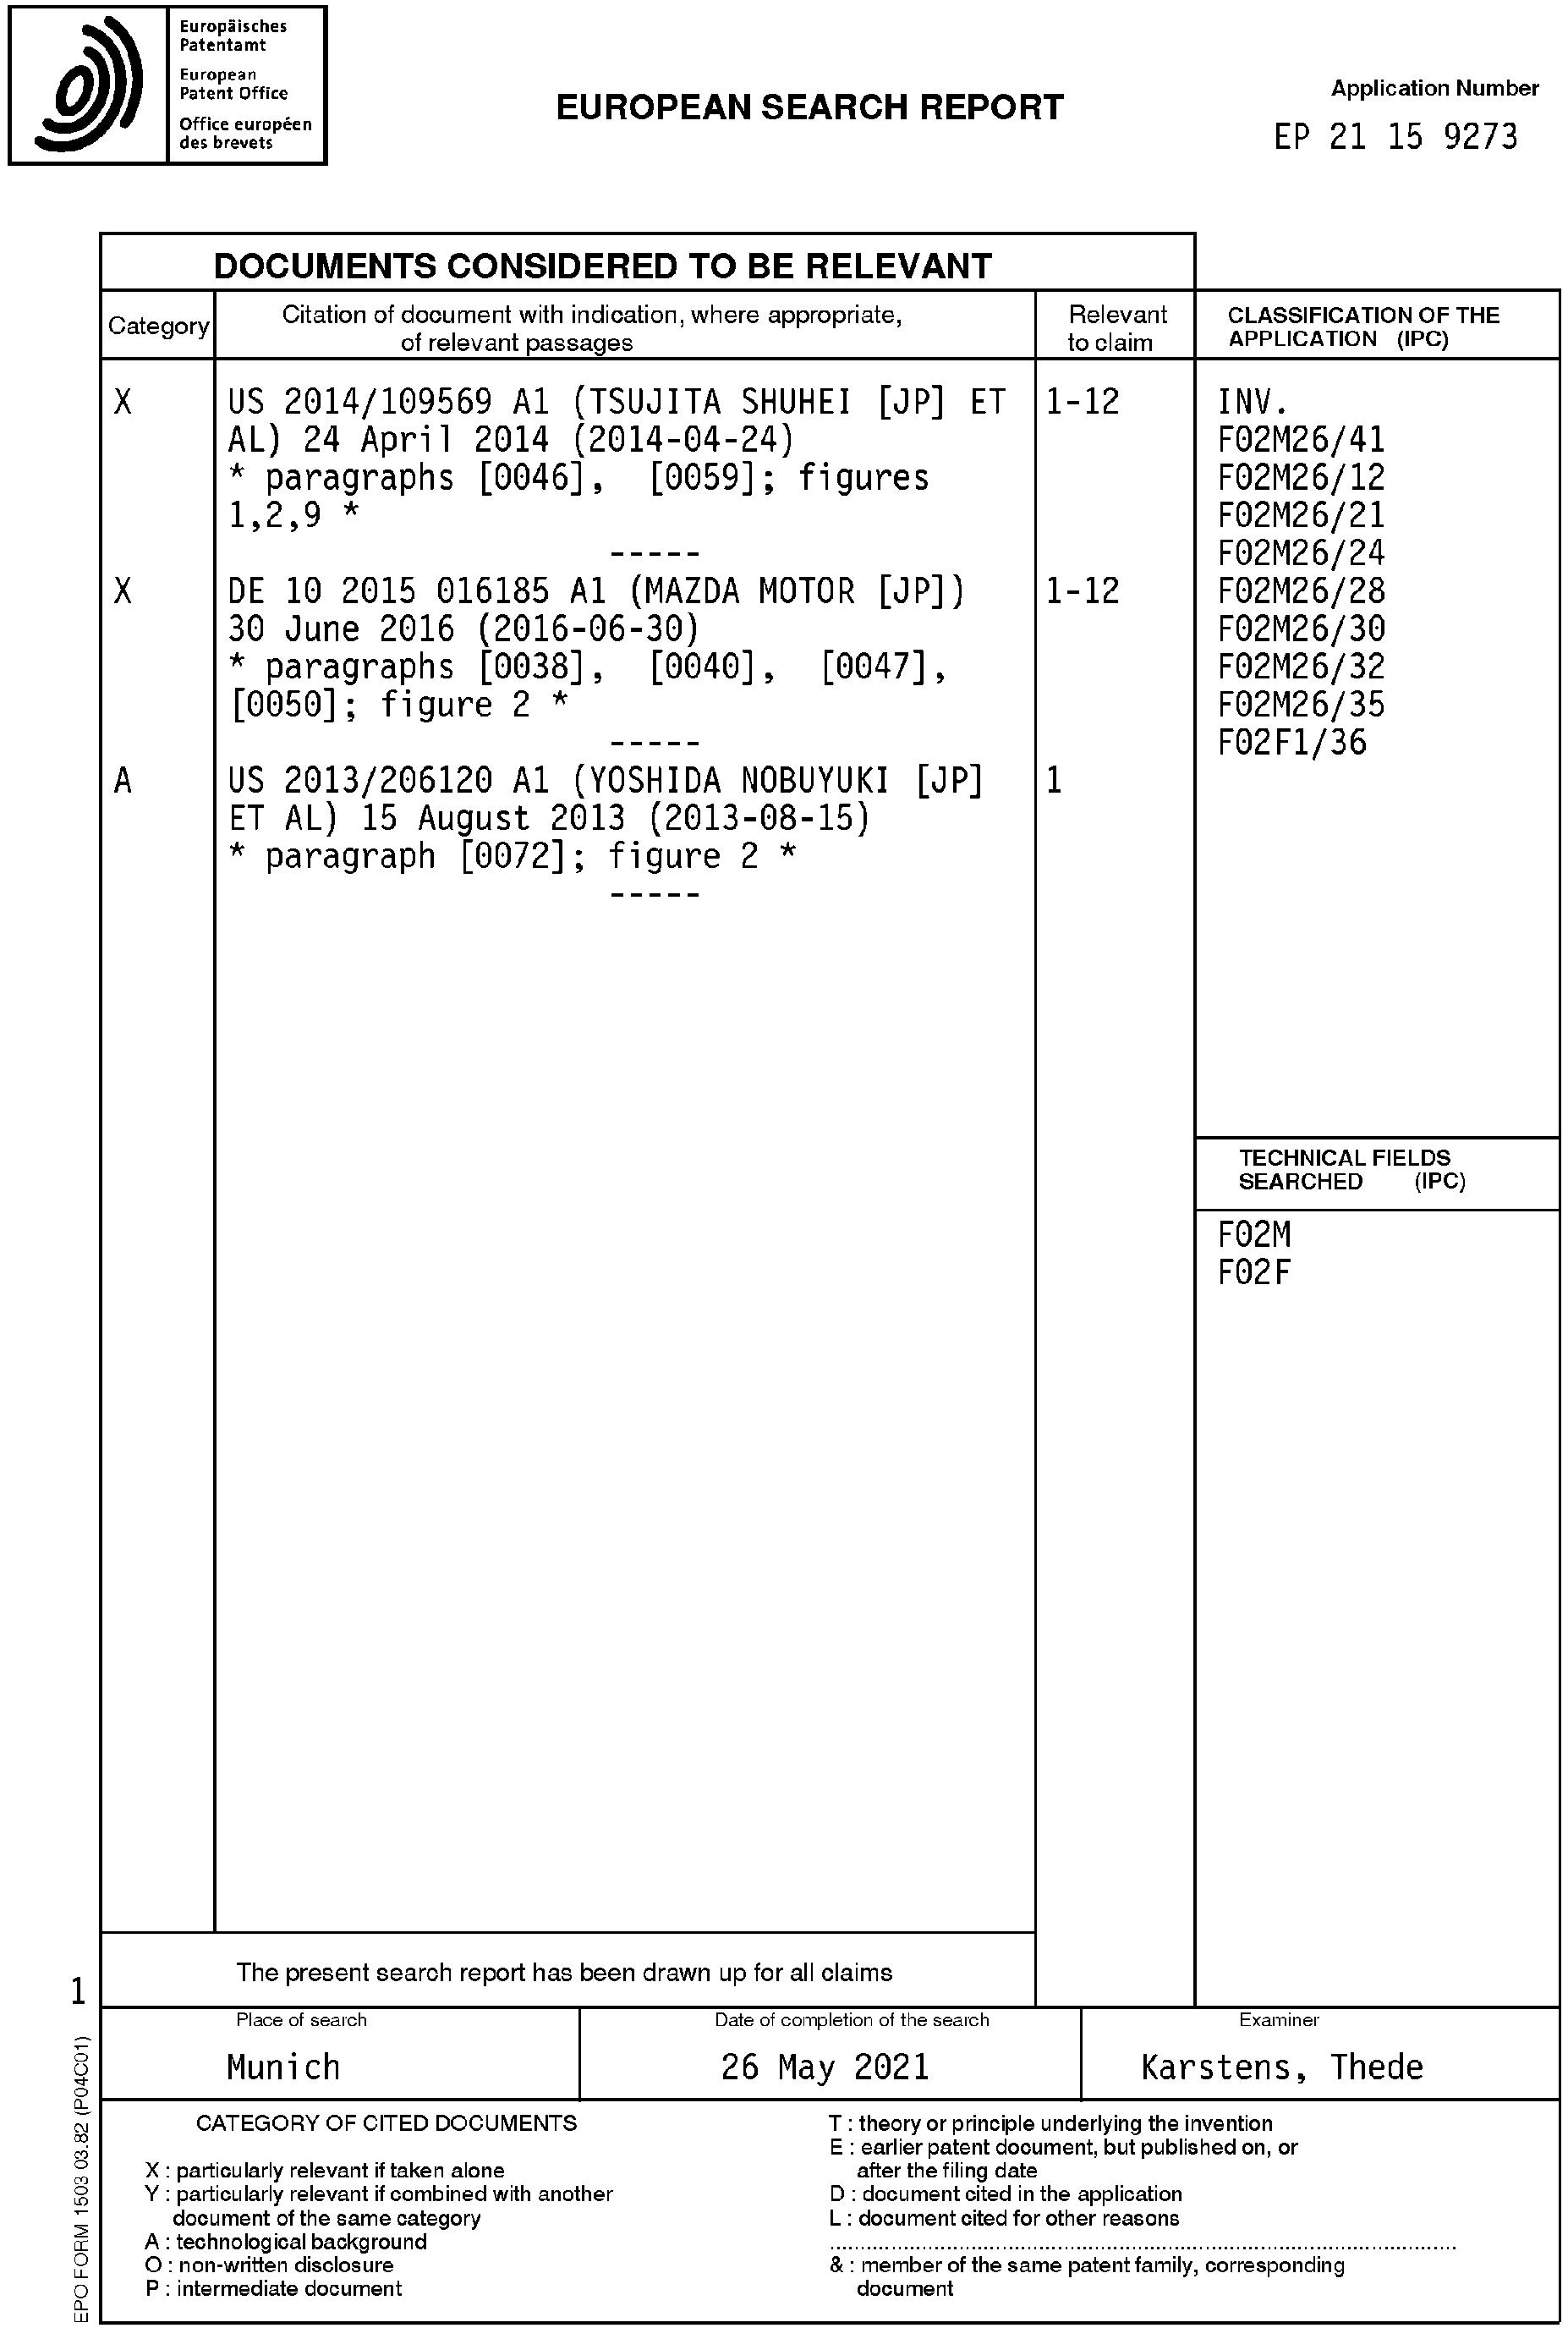 Europäisches
Patentamt
European
Patent Office
Office européen
des brevets
EUROPEAN SEARCH REPORT
Application Number
EP 21 15 9273
DOCUMENTS CONSIDERED TO BE RELEVANT
Category
Citation of document with indication, where appropriate,
of relevant passages
Relevant
to claim
CLASSIFICATION OF THE
APPLICATION (IPC)
X
US 2014/109569 A1 (TSUJITA SHUHEI [JP] ET
AL) 24 April 2014 (2014-04-24)
* paragraphs [0046], [0059]; figures
1,2,9 *
-----
1-12
X
DE 10 2015 016185 A1 (MAZDA MOTOR [JP])
30 June 2016 (2016-06-30)
* paragraphs [0038], [0040], [0047],
[0050]; figure 2 *
-----
1-12
A
US 2013/206120 A1 (YOSHIDA NOBUYUKI [JP]
ET AL) 15 August 2013 (2013-08-15)
* paragraph [0072]; figure 2 *
-----
1
INV.
F02M26/41
F02M26/12
F02M26/21
F02M26/24
F02M26/28
F02M26/30
F02M26/32
F02M26/35
F02F1/36
TECHNICAL FIELDS
SEARCHED (IPC)
F02M
F02F
The present search report has been drawn up for all claims
1
Place of search
Munich
Date of completion of the search
26 May 2021
Examiner
Karstens, Thede
CATEGORY OF CITED DOCUMENTS
X : particularly relevant if taken alone
Y : particularly relevant if combined with another
document of the same category
A : technological background
O : non-written disclosure
P : intermediate document
T : theory or principle underlying the invention
E : earlier patent document, but published on, or
after the filing date
D : document cited in the application
L : document cited for other reasons
& : member of the same patent family, corresponding
document
EPO FORM 1503 03.82 (P04C01)